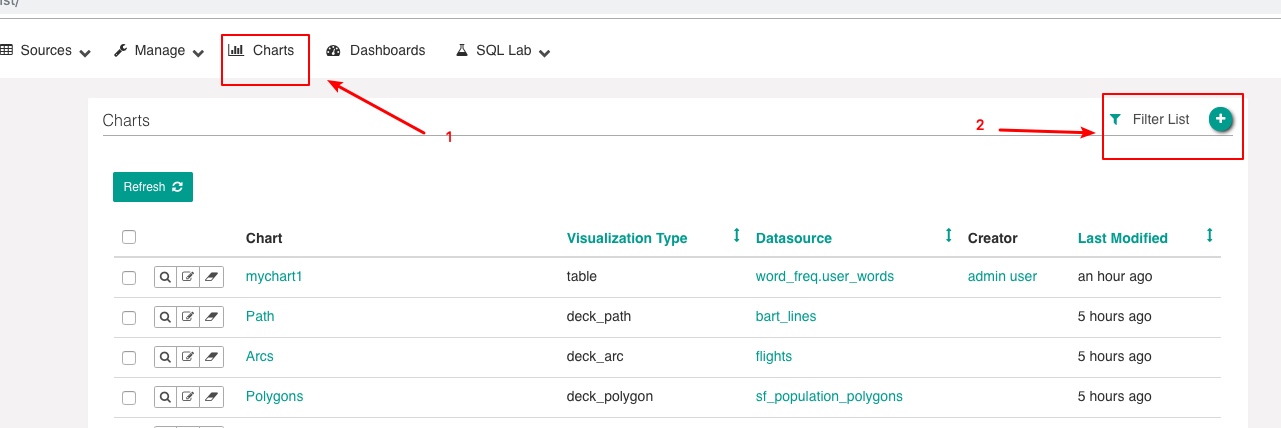 ist/
Sources Manage Charts Dashboards SQL Lab
1
Charts
2
Filter List
Refresh
Chart Visualization Type Datasource Creator Last Modified
mychart1 table word_freq.user_words admin user an hour ago
Path deck_path bart_lines 5 hours ago
Arcs deck_arc flights 5 hours ago
Polygons deck_polygon sf_population_polygons 5 hours ago